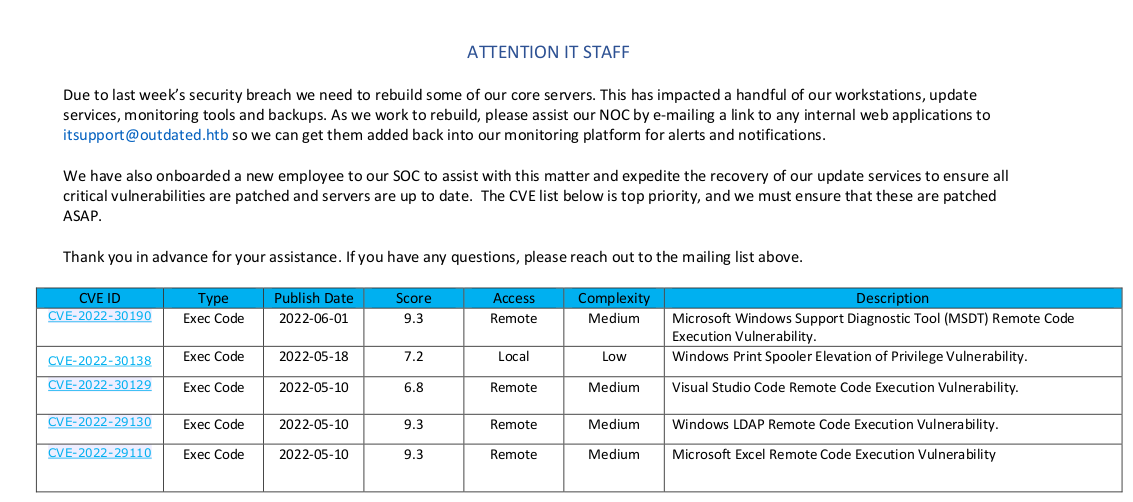 ATTENTION IT STAFF
Due to last week’s security breach we need to rebuild some of our core servers. This has impacted a handful of our workstations, update
services, monitoring tools and backups. As we work to rebuild, please assist our NOC by e-mailing a link to any internal web applications to
itsupport@outdated.htb so we can get them added back into our monitoring platform for alerts and notifications.
We have also onboarded a new employee to our SOC to assist with this matter and expedite the recovery of our update services to ensure all
critical vulnerabilities are patched and servers are up to date.  The CVE list below is top priority, and we must ensure that these are patched
ASAP.
Thank you in advance for your assistance. If you have any questions, please reach out to the mailing list above.
CVE ID Type Publish Date Score Access Complexity Description
CVE-2022-30190 Exec Code 2022-06-01 9.3 Remote Medium Microsoft Windows Support Diagnostic Tool (MSDT) Remote Code
Execution Vulnerability.
CVE-2022-30138 Exec Code 2022-05-18 7.2 Local Low Windows Print Spooler Elevation of Privilege Vulnerability.
CVE-2022-30129 Exec Code 2022-05-10 6.8 Remote Medium Visual Studio Code Remote Code Execution Vulnerability.
CVE-2022-29130 Exec Code 2022-05-10 9.3 Remote Medium Windows LDAP Remote Code Execution Vulnerability.
CVE-2022-29110 Exec Code 2022-05-10 9.3 Remote Medium Microsoft Excel Remote Code Execution Vulnerability